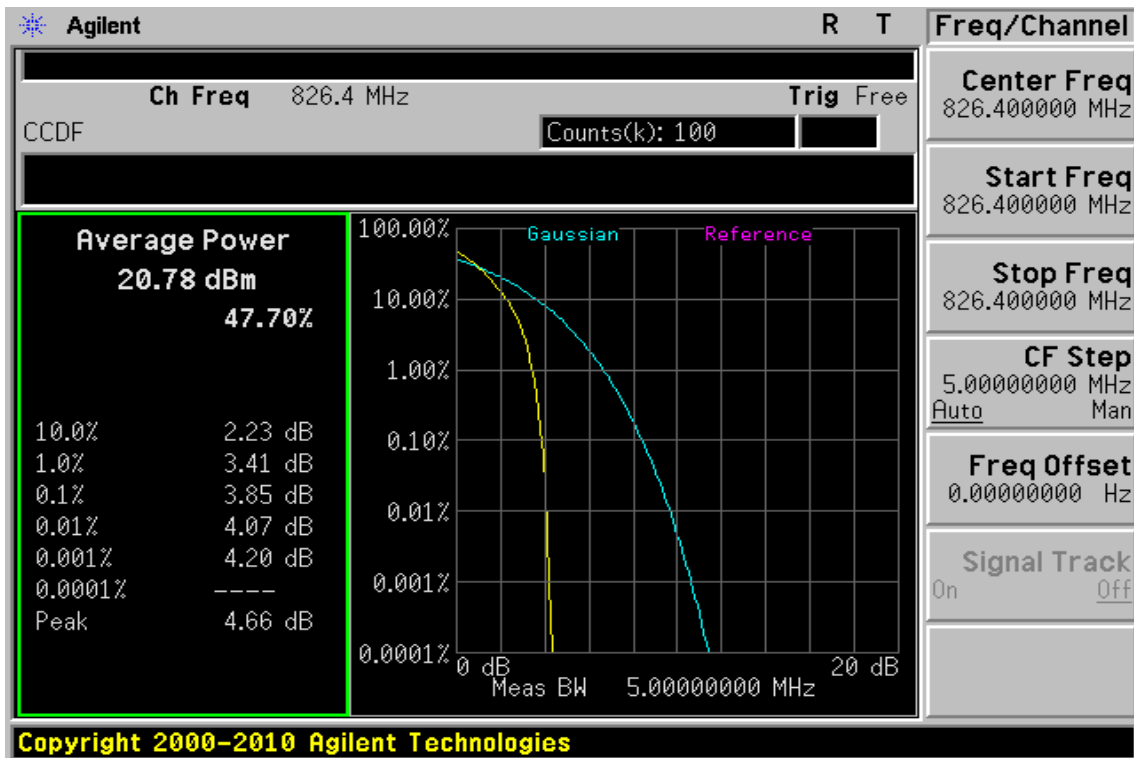 Agilent R T
Ch Freq 826.4 MHz Trig Free
CCDF Counts(k): 100
Average Power
20.78 dBm
47.70%
10.0% 2.23 dB
1.0% 3.41 dB
0.1% 3.85 dB
0.01% 4.07 dB
0.001% 4.20 dB
0.0001% ----
Peak 4.66 dB
Gaussian Reference
100.00%
10.00%
1.00%
0.10%
0.01%
0.001%
0.0001%
0 dB 20 dB
Meas BW 5.00000000 MHz
Freq/Channel
Center Freq
826.400000 MHz
Start Freq
826.400000 MHz
Stop Freq
826.400000 MHz
CF Step
5.00000000 MHz
Auto Man
Freq Offset
0.00000000 Hz
Signal Track
On Off
Copyright 2000-2010 Agilent Technologies